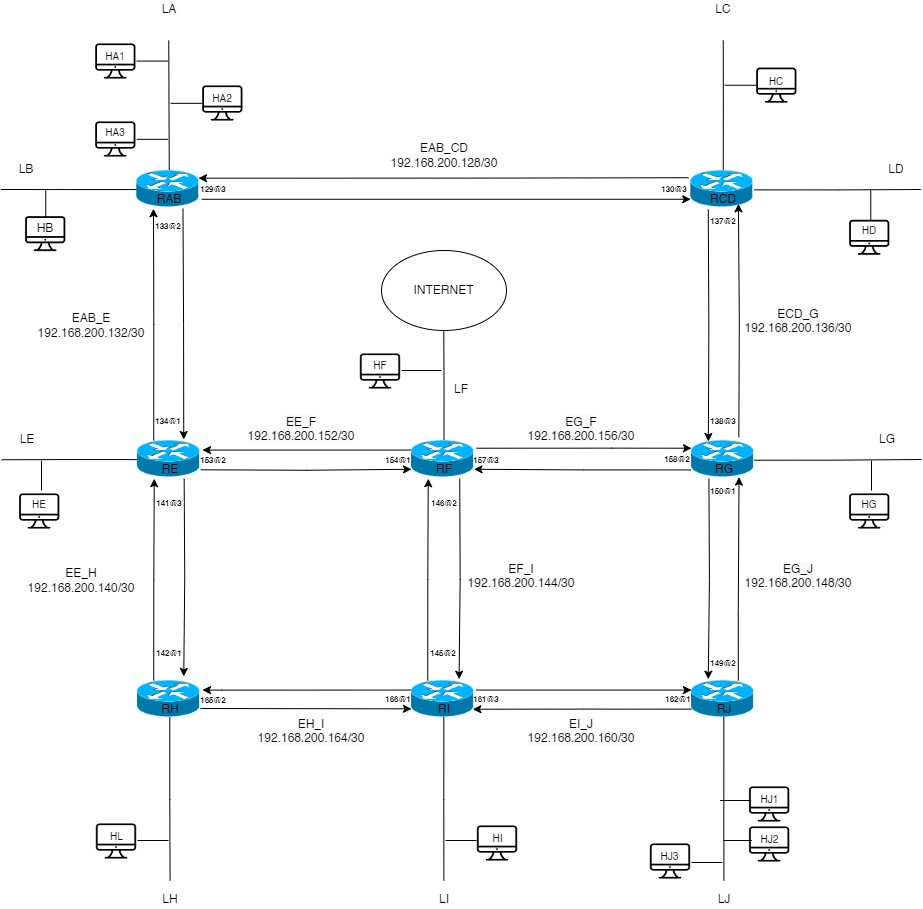 LA
LC
HA1
HC
HA2
HA3
EAB_CD
192.168.200.128/30
LB
LD
129@3
130@3
RAB
RCD
133@2
137@2
HB
HD
INTERNET
EAB_E
192.168.200.132/30
ECD_G
192.168.200.136/30
HF
LF
134@1
138@3
EE_F
192.168.200.152/30
EG_F
192.168.200.156/30
LE
LG
153@2
154@1
157@3
158@2
RE
RF
RG
141@3
146@2
150@1
HE
HG
EE_H
192.168.200.140/30
EF_I
192.168.200.144/30
EG_J
192.168.200.148/30
142@1
145@2
149@2
165@2
166@1
161@3
162@1
RH
RI
RJ
EH_I
192.168.200.164/30
EI_J
192.168.200.160/30
HJ1
HL
HI
HJ2
HJ3
LH
LI
LJ